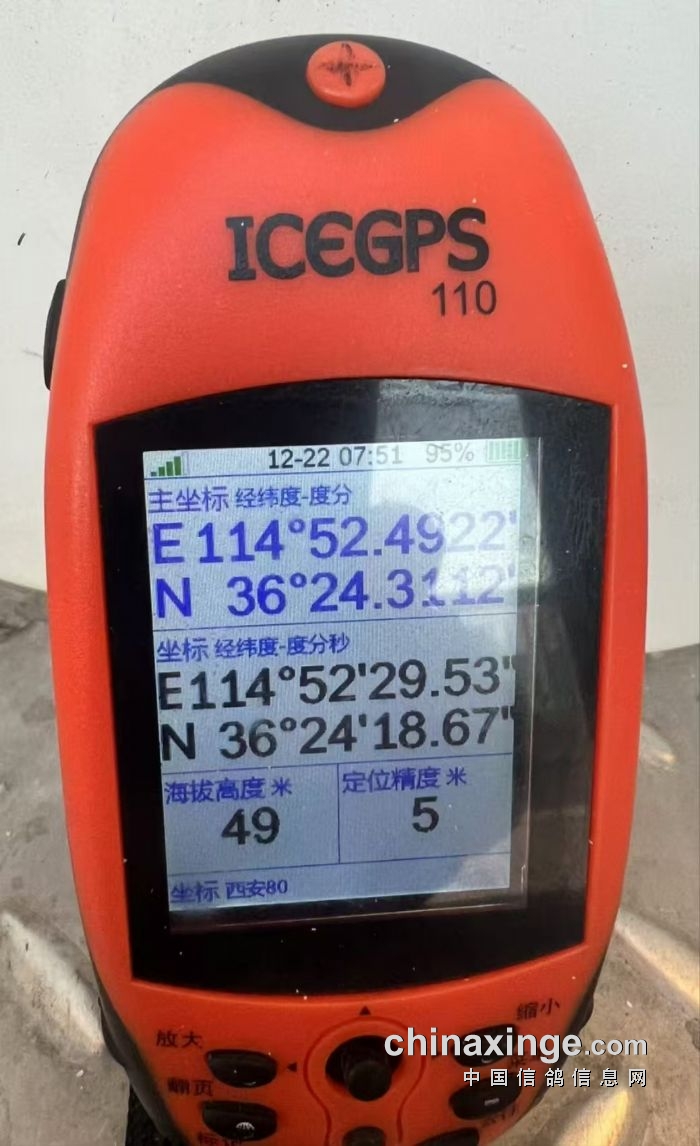 ICEGPS
110
12-22 07:51 95%
主坐标 经纬度-度分
E 114°52.4922'
N 36°24.3112'
坐标 经纬度-度分秒
E114°52'29.53"
N 36°24'18.67"
海拔高度 米
49
定位精度 米
5
坐标 西安80
放大
缩小
翻页
chinaxinge.com
中国信鸽信息网